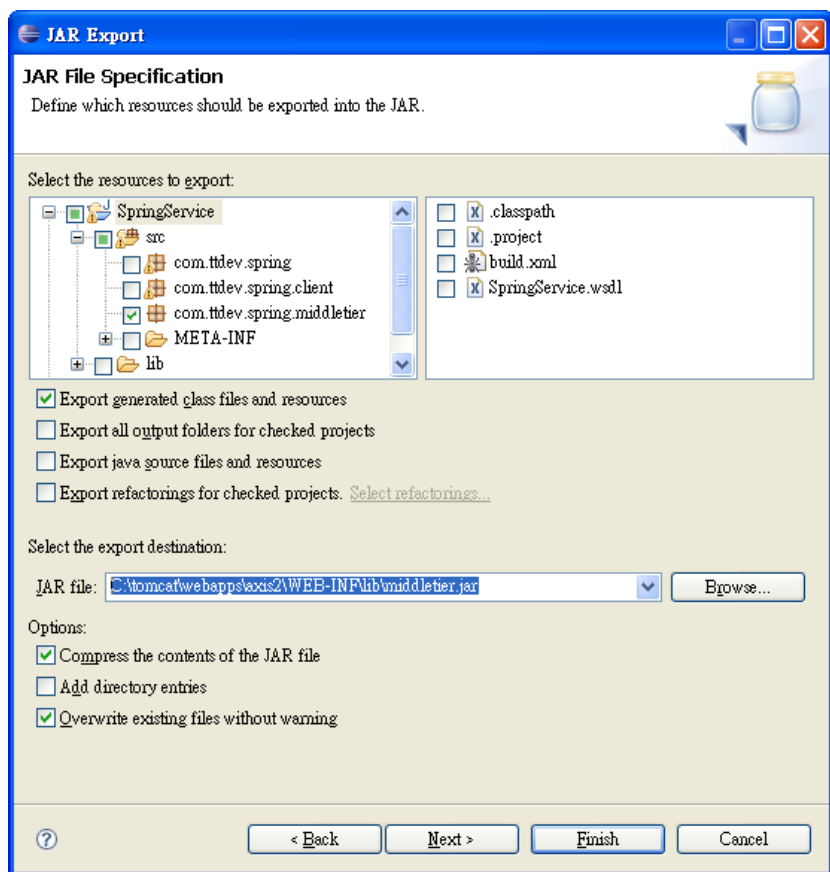 JAR Export
JAR File Specification
Define which resources should be exported into the JAR.
Select the resources to export:
SpringService
src
com.ttdev.spring
com.ttdev.spring.client
com.ttdev.spring.middletier
META-INF
lib
.classpath
.project
build.xml
SpringService.wsdl
Export generated class files and resources
Export all output folders for checked projects
Export java source files and resources
Export refactorings for checked projects. Select refactorings...
Select the export destination:
JAR file: C:\tomcat\webapps\axis2\WEB-INF\lib\middletier.jar Browse...
Options:
Compress the contents of the JAR file
Add directory entries
Overwrite existing files without warning
? < Back Next > Finish Cancel